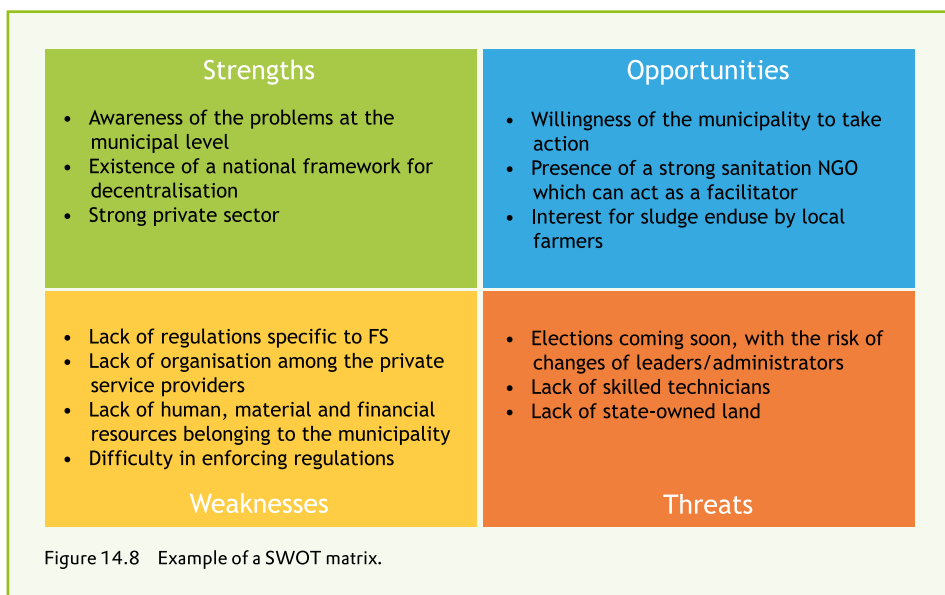 Strengths
• Awareness of the problems at the
municipal level
• Existence of a national framework for
decentralisation
• Strong private sector
Opportunities
• Willingness of the municipality to take
action
• Presence of a strong sanitation NGO
which can act as a facilitator
• Interest for sludge enduse by local
farmers
• Lack of regulations specific to FS
• Lack of organisation among the private
service providers
• Lack of human, material and financial
resources belonging to the municipality
• Difficulty in enforcing regulations
Weaknesses
• Elections coming soon, with the risk of
changes of leaders/administrators
• Lack of skilled technicians
• Lack of state-owned land
Threats
Figure 14.8 Example of a SWOT matrix.